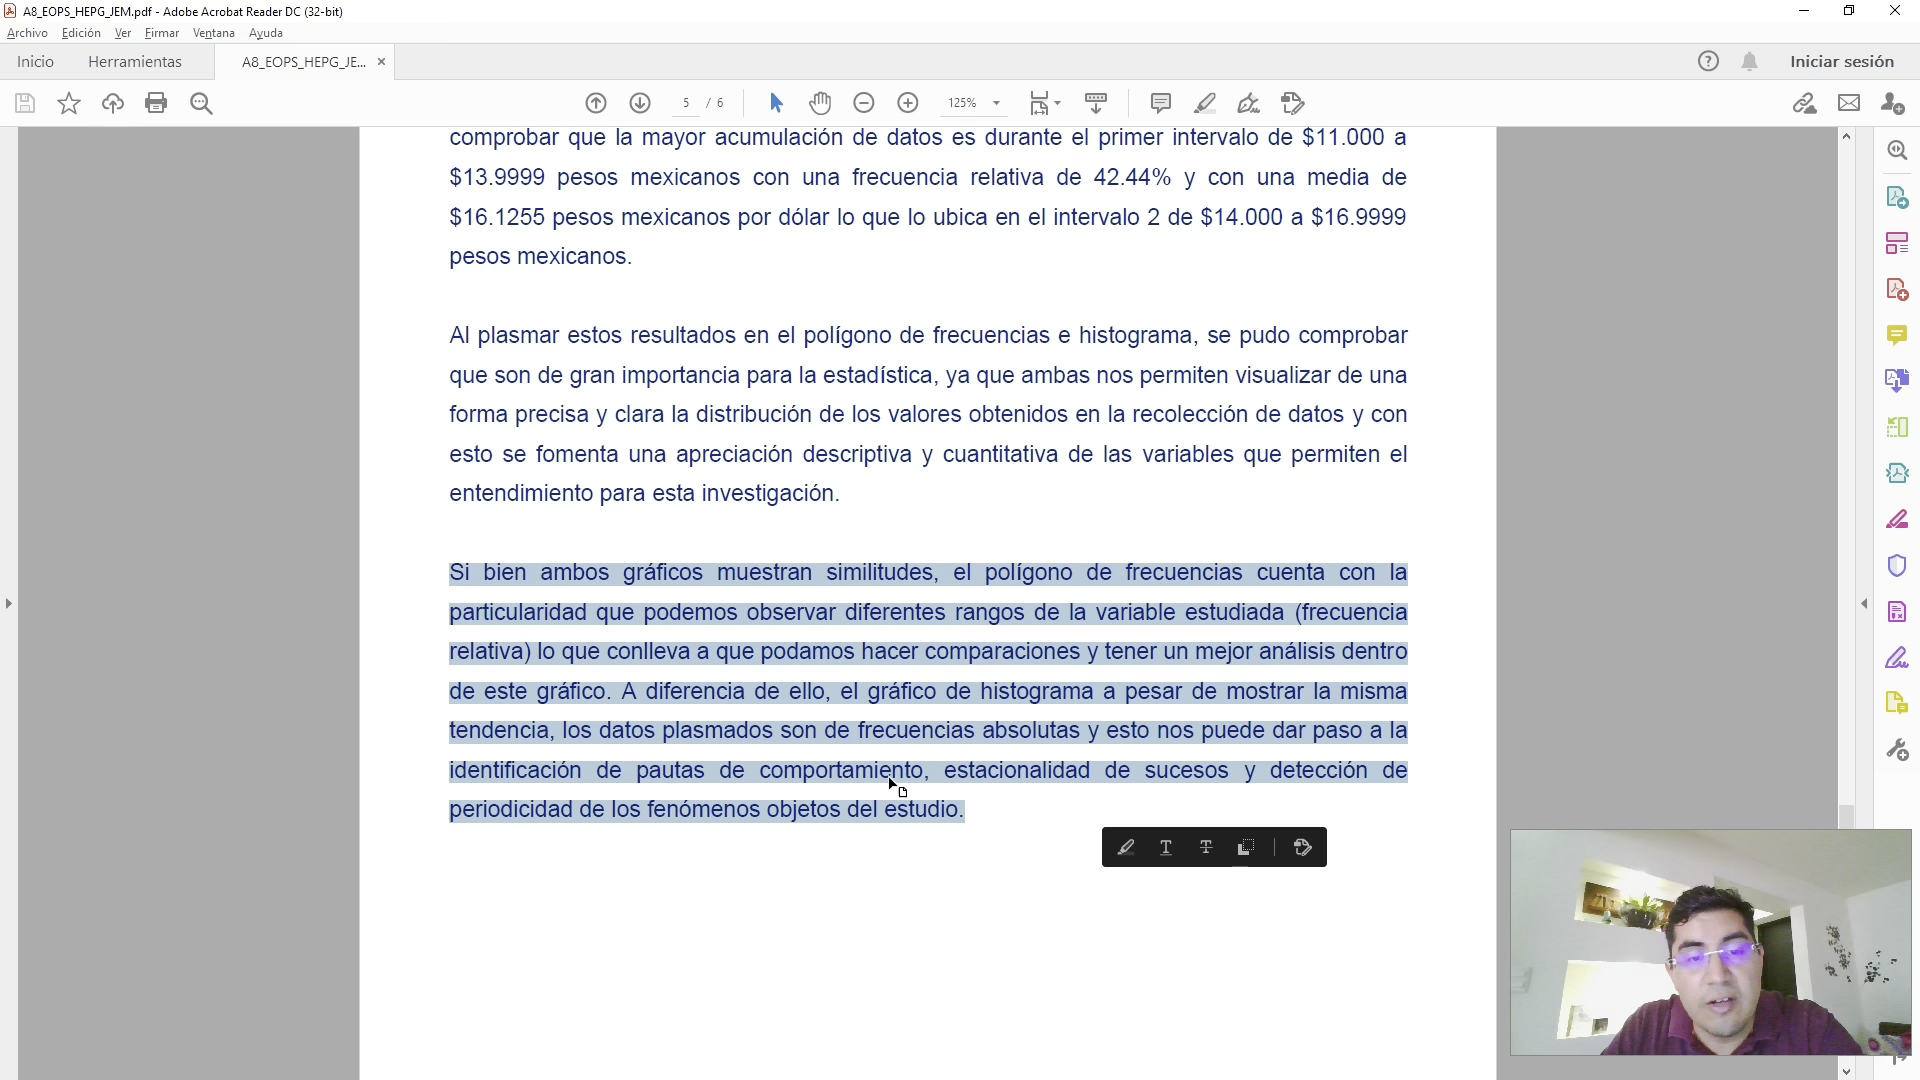 A8_EOPS_HEPG_JEM.pdf - Adobe Acrobat Reader DC (32-bit)
Archivo Edición Ver Firmar Ventana Ayuda
Inicio Herramientas A8_EOPS_HEPG_JE... Iniciar sesión
5 / 6 125%
comprobar que la mayor acumulación de datos es durante el primer intervalo de $11.000 a
$13.9999 pesos mexicanos con una frecuencia relativa de 42.44% y con una media de
$16.1255 pesos mexicanos por dólar lo que lo ubica en el intervalo 2 de $14.000 a $16.9999
pesos mexicanos.
Al plasmar estos resultados en el polígono de frecuencias e histograma, se pudo comprobar
que son de gran importancia para la estadística, ya que ambas nos permiten visualizar de una
forma precisa y clara la distribución de los valores obtenidos en la recolección de datos y con
esto se fomenta una apreciación descriptiva y cuantitativa de las variables que permiten el
entendimiento para esta investigación.
Si bien ambos gráficos muestran similitudes, el polígono de frecuencias cuenta con la
particularidad que podemos observar diferentes rangos de la variable estudiada (frecuencia
relativa) lo que conlleva a que podamos hacer comparaciones y tener un mejor análisis dentro
de este gráfico. A diferencia de ello, el gráfico de histograma a pesar de mostrar la misma
tendencia, los datos plasmados son de frecuencias absolutas y esto nos puede dar paso a la
identificación de pautas de comportamiento, estacionalidad de sucesos y detección de
periodicidad de los fenómenos objetos del estudio.